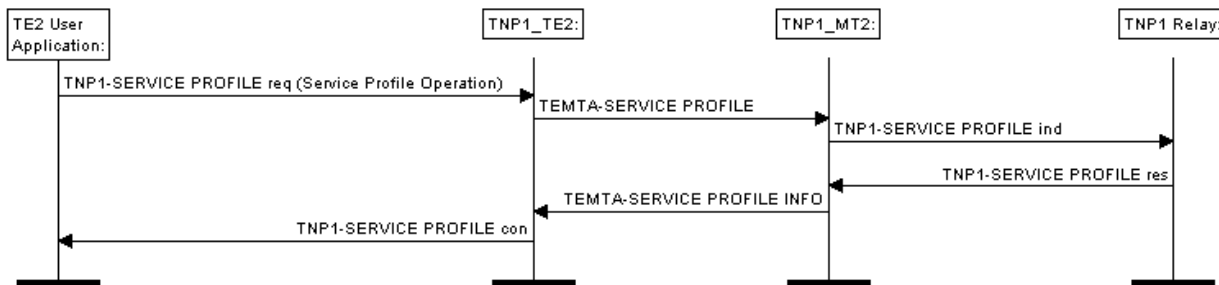 TE2 User
Application:
TNP1_TE2:
TNP1_MT2:
TNP1 Relay:
TNP1-SERVICE PROFILE req (Service Profile Operation)
TEMTA-SERVICE PROFILE
TNP1-SERVICE PROFILE ind
TNP1-SERVICE PROFILE res
TEMTA-SERVICE PROFILE INFO
TNP1-SERVICE PROFILE con